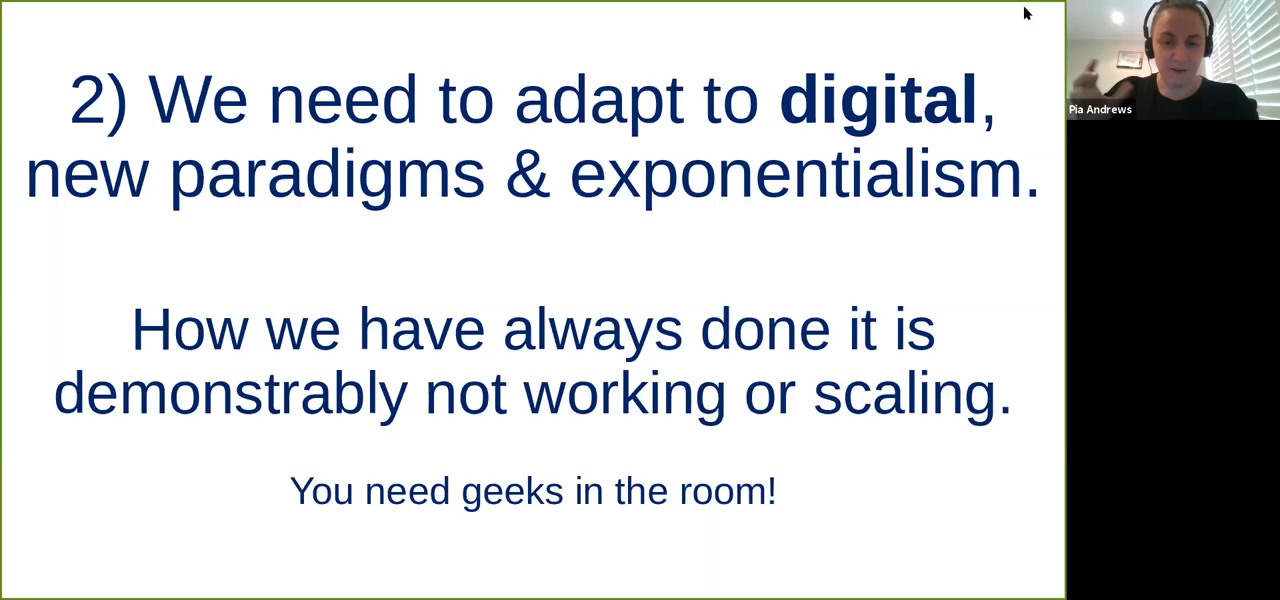 2) We need to adapt to digital,
new paradigms & exponentialism.
How we have always done it is
demonstrably not working or scaling.
You need geeks in the room!
Pia Andrews